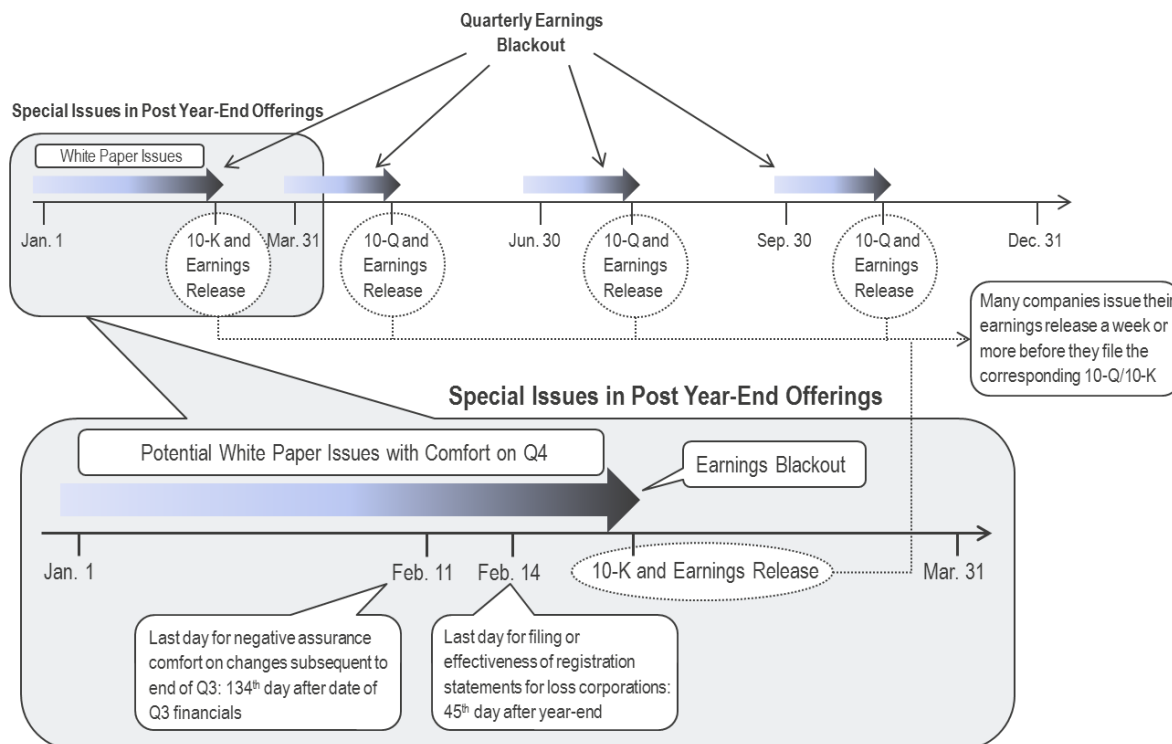 Quarterly Earnings
Blackout
Special Issues in Post Year-End Offerings
White Paper Issues
Jan. 1
10-K and
Earnings
Release
Mar. 31
10-Q and
Earnings
Release
Jun. 30
10-Q and
Earnings
Release
Sep. 30
10-Q and
Earnings
Release
Dec. 31
Many companies issue their
earnings release a week or
more before they file the
corresponding 10-Q/10-K
Special Issues in Post Year-End Offerings
Potential White Paper Issues with Comfort on Q4
Earnings Blackout
Jan. 1
Feb. 11
Feb. 14
10-K and Earnings Release
Mar. 31
Last day for negative assurance
comfort on changes subsequent to
end of Q3: 134th day after date of
Q3 financials
Last day for filing or
effectiveness of registration
statements for loss corporations:
45th day after year-end